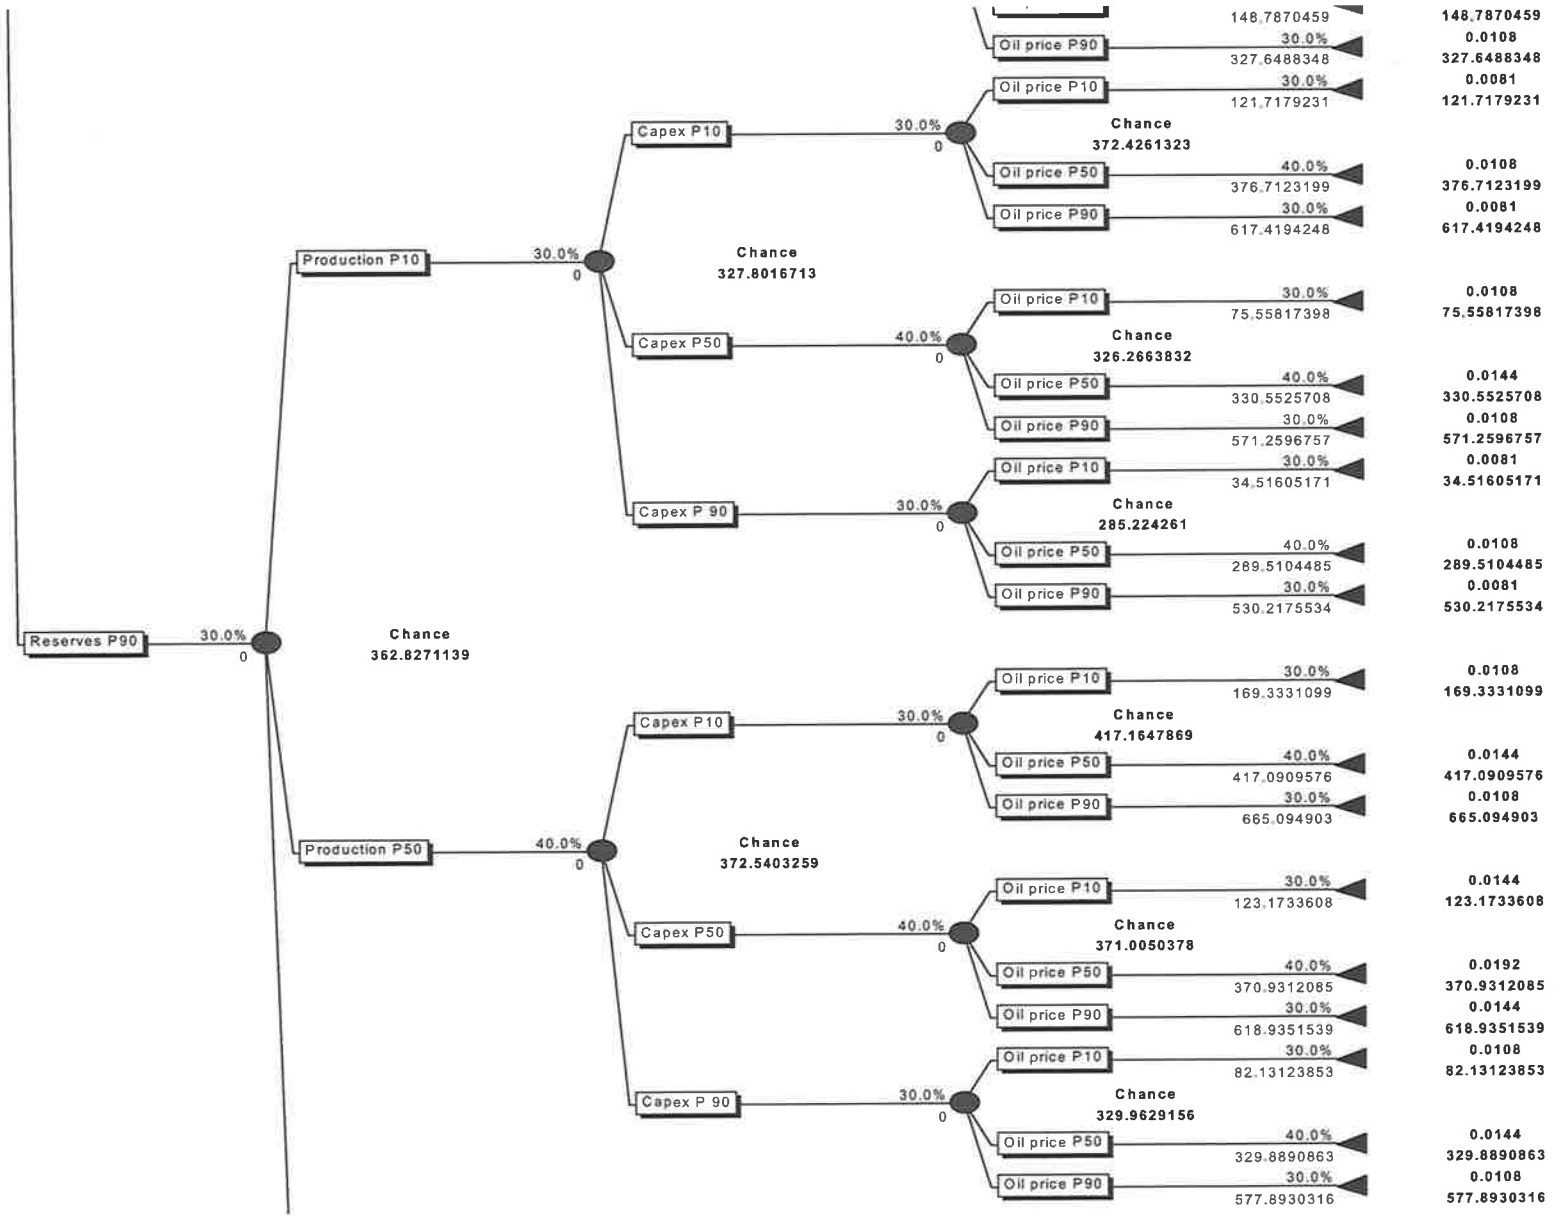 148.7870459 148.7870459
30.0% 0.0108
Oil price P90
327.6488348 327.6488348
30.0% 0.0081
Oil price P10
121.7179231 121.7179231
Capex P10 30.0% 0
Chance
372.4261323
40.0% 0.0108
Oil price P50
376.7123199 376.7123199
30.0% 0.0081
Oil price P90
617.4194248 617.4194248
Production P10 30.0% 0
Chance
327.8016713
30.0% 0.0108
Oil price P10
75.55817398 75.55817398
Capex P50 40.0% 0
Chance
326.2663832
40.0% 0.0144
Oil price P50
330.5525708 330.5525708
30.0% 0.0108
Oil price P90
571.2596757 571.2596757
30.0% 0.0081
Oil price P10
34.51605171 34.51605171
Capex P 90 30.0% 0
Chance
285.224261
40.0% 0.0108
Oil price P50
289.5104485 289.5104485
30.0% 0.0081
Oil price P90
530.2175534 530.2175534
Reserves P90 30.0% 0
Chance
362.8271139
30.0% 0.0108
Oil price P10
169.3331099 169.3331099
Capex P10 30.0% 0
Chance
417.1647869
40.0% 0.0144
Oil price P50
417.0909576 417.0909576
30.0% 0.0108
Oil price P90
665.094903 665.094903
Production P50 40.0% 0
Chance
372.5403259
30.0% 0.0144
Oil price P10
123.1733608 123.1733608
Capex P50 40.0% 0
Chance
371.0050378
40.0% 0.0192
Oil price P50
370.9312085 370.9312085
30.0% 0.0144
Oil price P90
618.9351539 618.9351539
30.0% 0.0108
Oil price P10
82.13123853 82.13123853
Capex P 90 30.0% 0
Chance
329.9629156
40.0% 0.0144
Oil price P50
329.8890863 329.8890863
30.0% 0.0108
Oil price P90
577.8930316 577.8930316